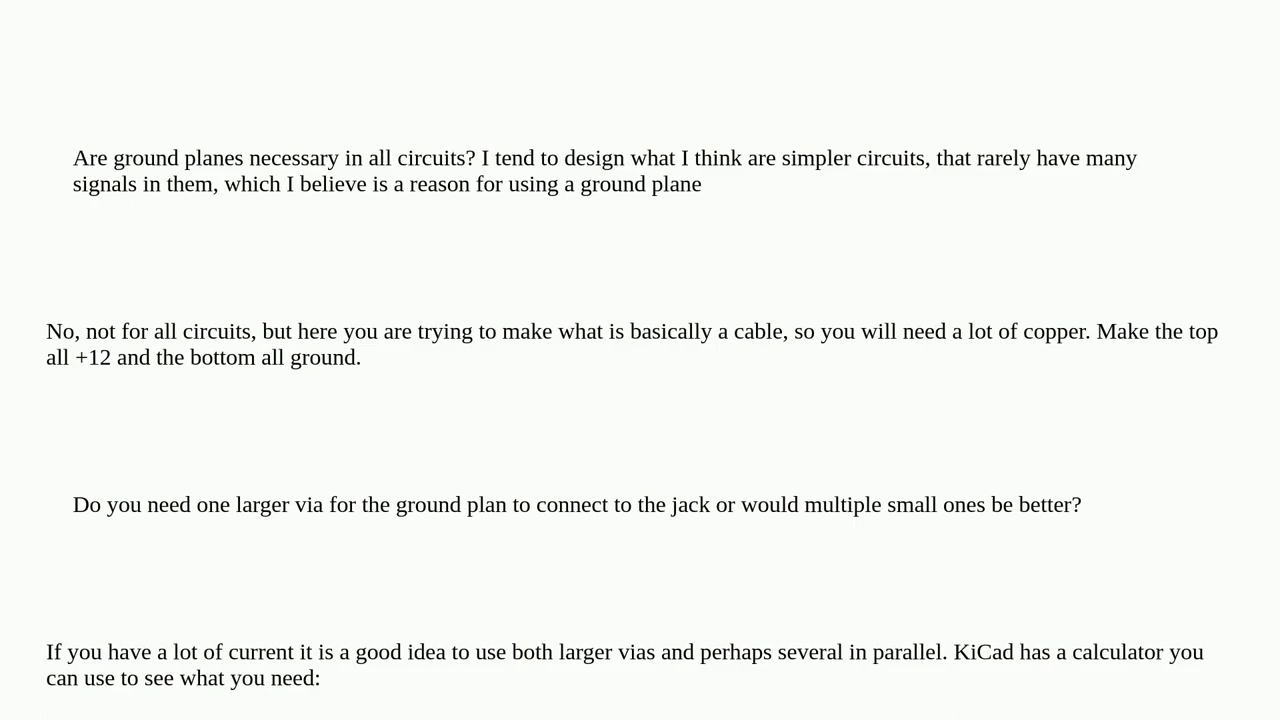 Are ground planes necessary in all circuits? I tend to design what I think are simpler circuits, that rarely have many
signals in them, which I believe is a reason for using a ground plane
No, not for all circuits, but here you are trying to make what is basically a cable, so you will need a lot of copper. Make the top
all +12 and the bottom all ground.
Do you need one larger via for the ground plan to connect to the jack or would multiple small ones be better?
If you have a lot of current it is a good idea to use both larger vias and perhaps several in parallel. KiCad has a calculator you
can use to see what you need: